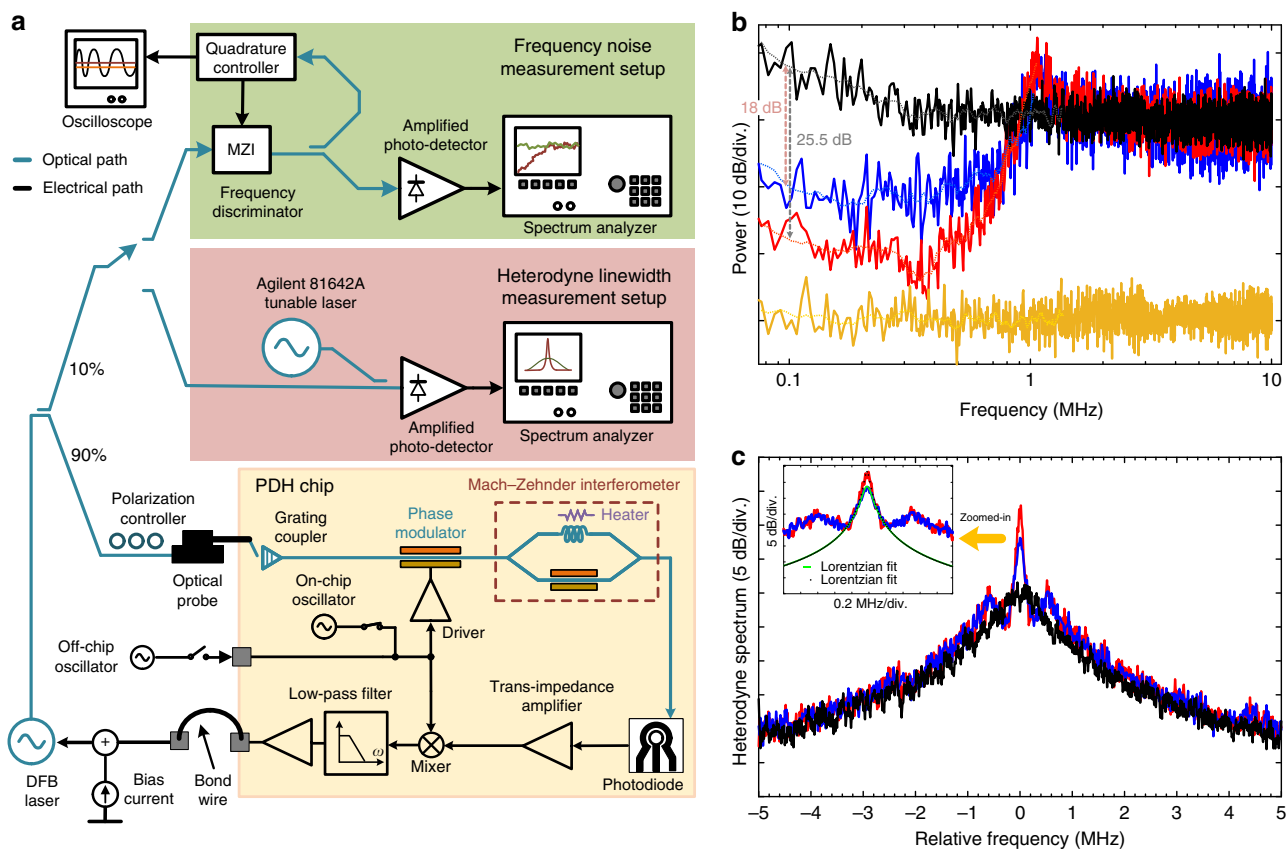 a
Quadrature
controller
Frequency noise
measurement setup
Oscilloscope
Optical path
Electrical path
MZI
Frequency
discriminator
Amplified
photo-detector
Spectrum analyzer
Agilent 81642A
tunable laser
Heterodyne linewidth
measurement setup
10%
Amplified
photo-detector
Spectrum analyzer
90%
Polarization
controller
Optical
probe
PDH chip
Grating
coupler
Phase
modulator
Mach–Zehnder interferometer
Heater
On-chip
oscillator
Driver
Off-chip
oscillator
Low-pass filter
ω
Mixer
Trans-impedance
amplifier
Photodiode
DFB
laser
+
Bias
current
Bond
wire
b
Power (10 dB/div.)
18 dB
25.5 dB
0.1
1
10
Frequency (MHz)
c
Heterodyne spectrum (5 dB/div.)
5 dB/div.
Lorentzian fit
Lorentzian fit
0.2 MHz/div.
Zoomed-in
–5
–4
–3
–2
–1
0
1
2
3
4
5
Relative frequency (MHz)